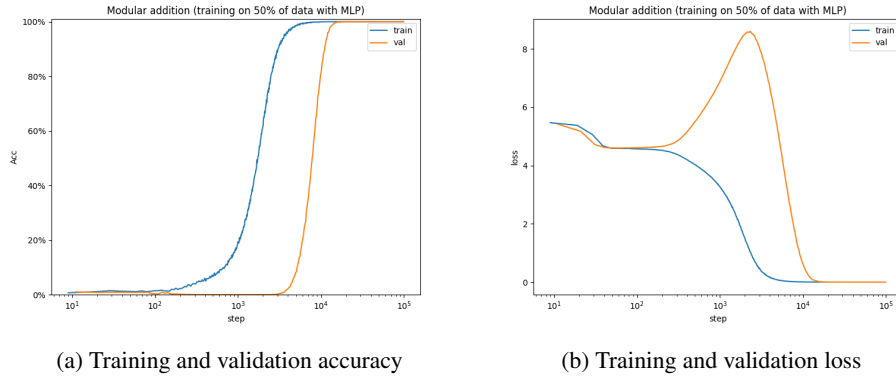 Modular addition (training on 50% of data with MLP)
train
val
100%
80%
60%
40%
20%
0%
Acc
10¹ 10² 10³ 10⁴ 10⁵
step
(a) Training and validation accuracy
Modular addition (training on 50% of data with MLP)
train
val
8
6
4
2
0
loss
10¹ 10² 10³ 10⁴ 10⁵
step
(b) Training and validation loss